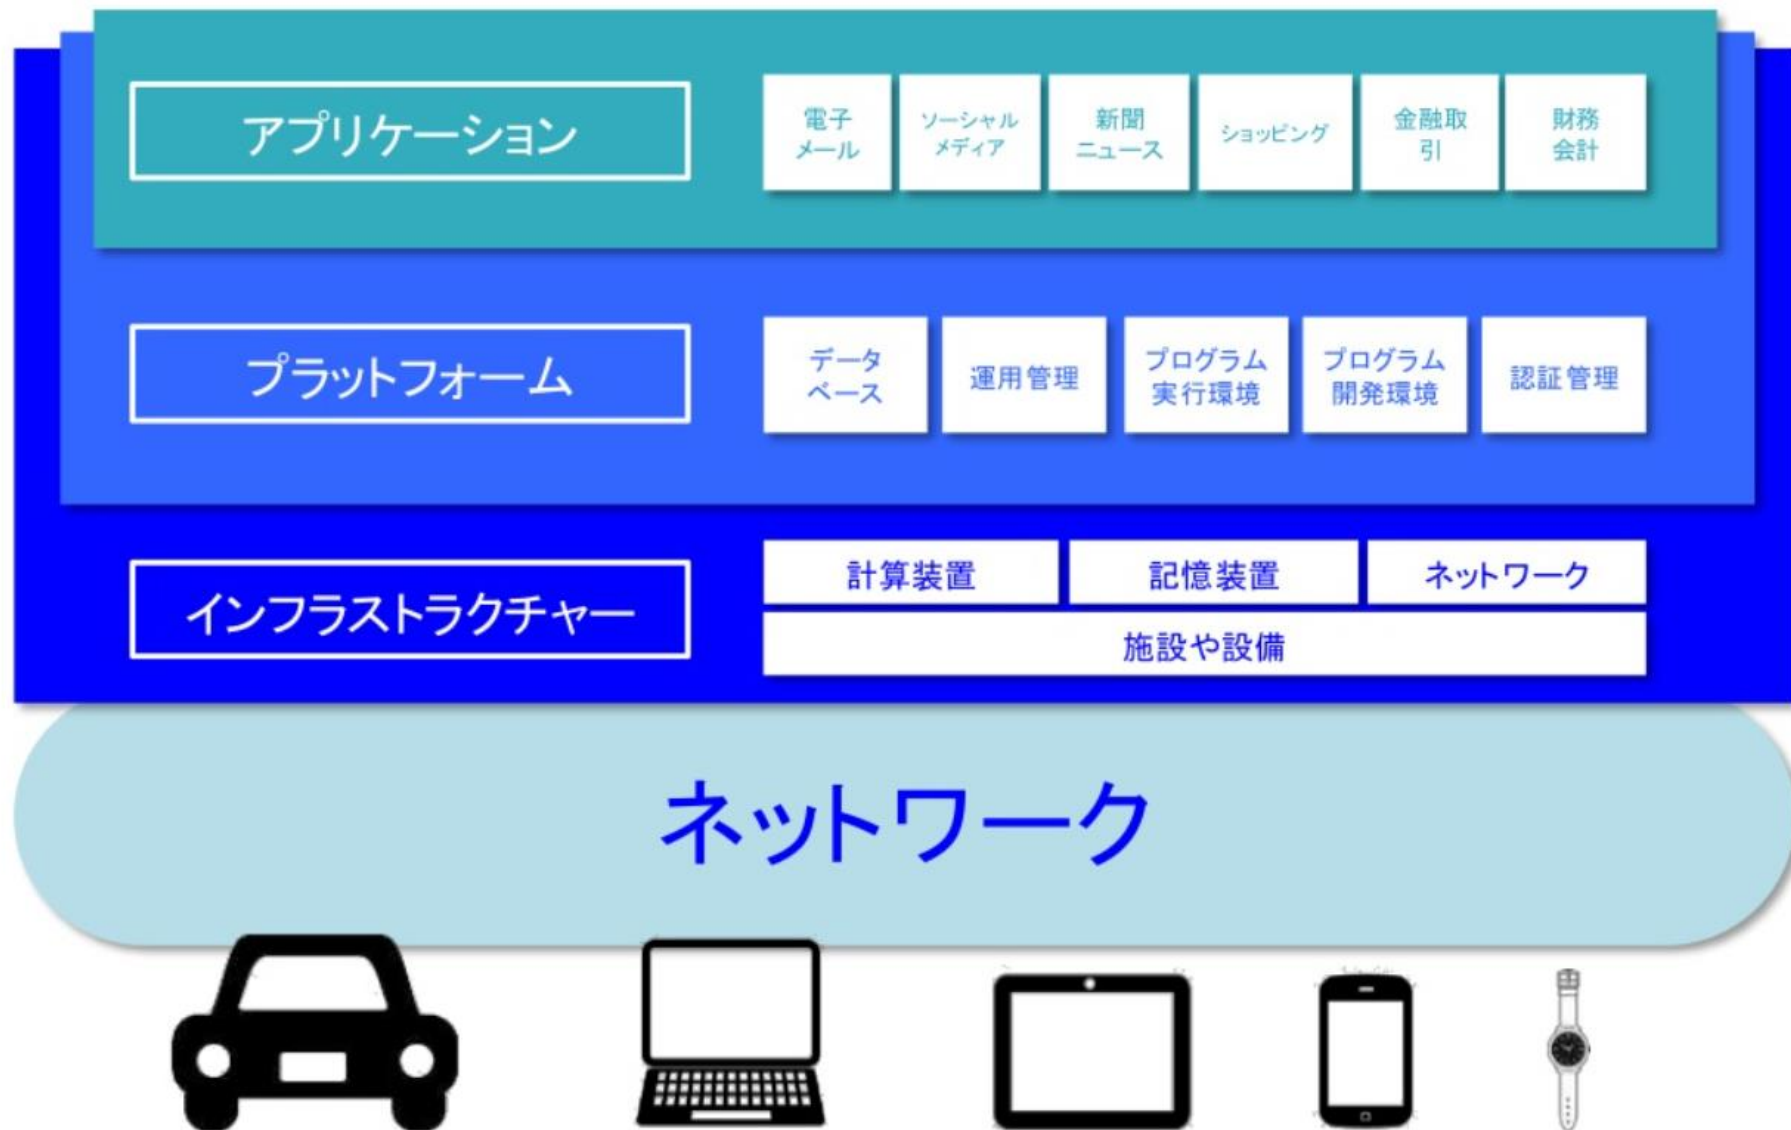 アプリケーション
電子
メール
ソーシャル
メディア
新聞
ニュース
ショッピング
金融取
引
財務
会計
プラットフォーム
データ
ベース
運用管理
プログラム
実行環境
プログラム
開発環境
認証管理
インフラストラクチャー
計算装置
記憶装置
ネットワーク
施設や設備
ネットワーク